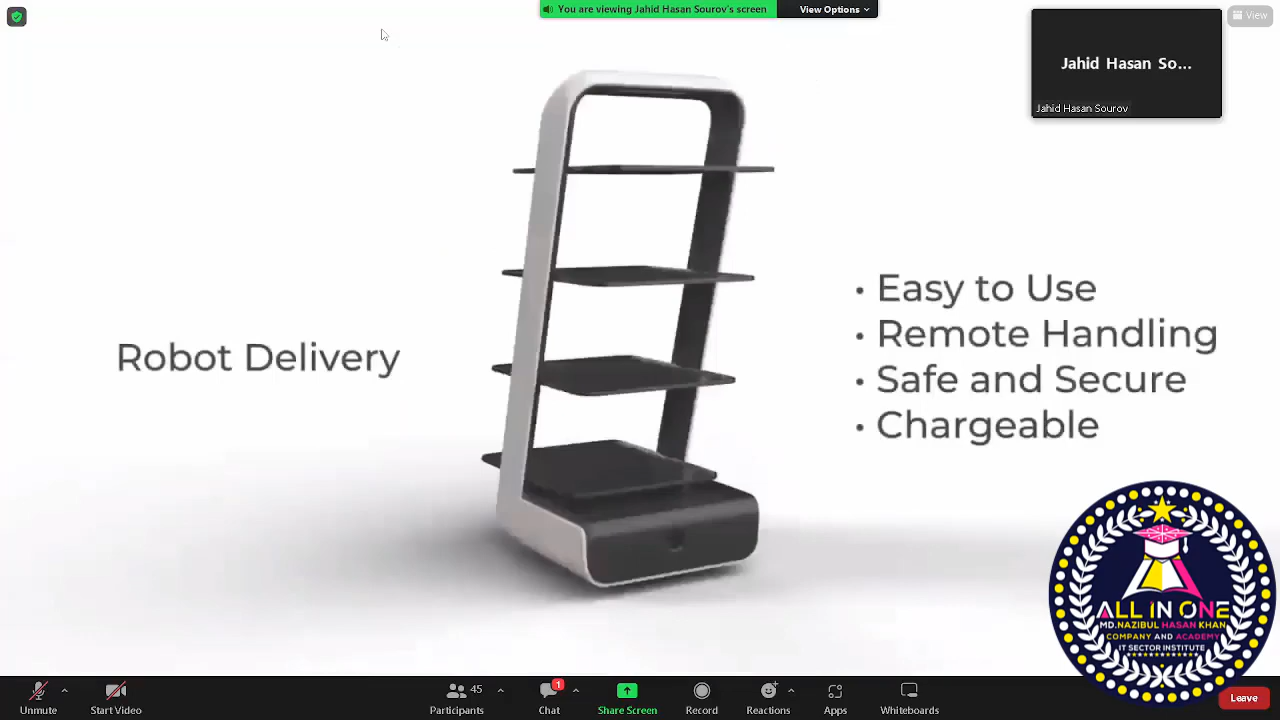 You are viewing Jahid Hasan Sourov's screen
View Options
View
Jahid Hasan So...
Jahid Hasan Sourov
Robot Delivery
• Easy to Use
• Remote Handling
• Safe and Secure
• Chargeable
ALL IN ONE
MD.NAZIBUL HASAN KHAN
COMPANY AND ACADEMY
IT SECTOR INSTITUTE
Unmute
Start Video
45
Participants
1
Chat
Share Screen
Record
Reactions
Apps
Whiteboards
Leave